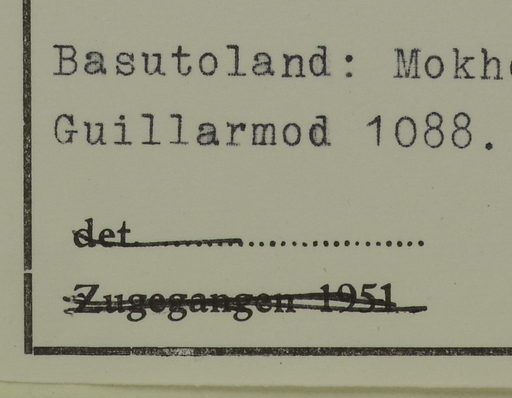 Basutoland: Mokh
Guillarmod 1088.
det.
Zugegangen 1951